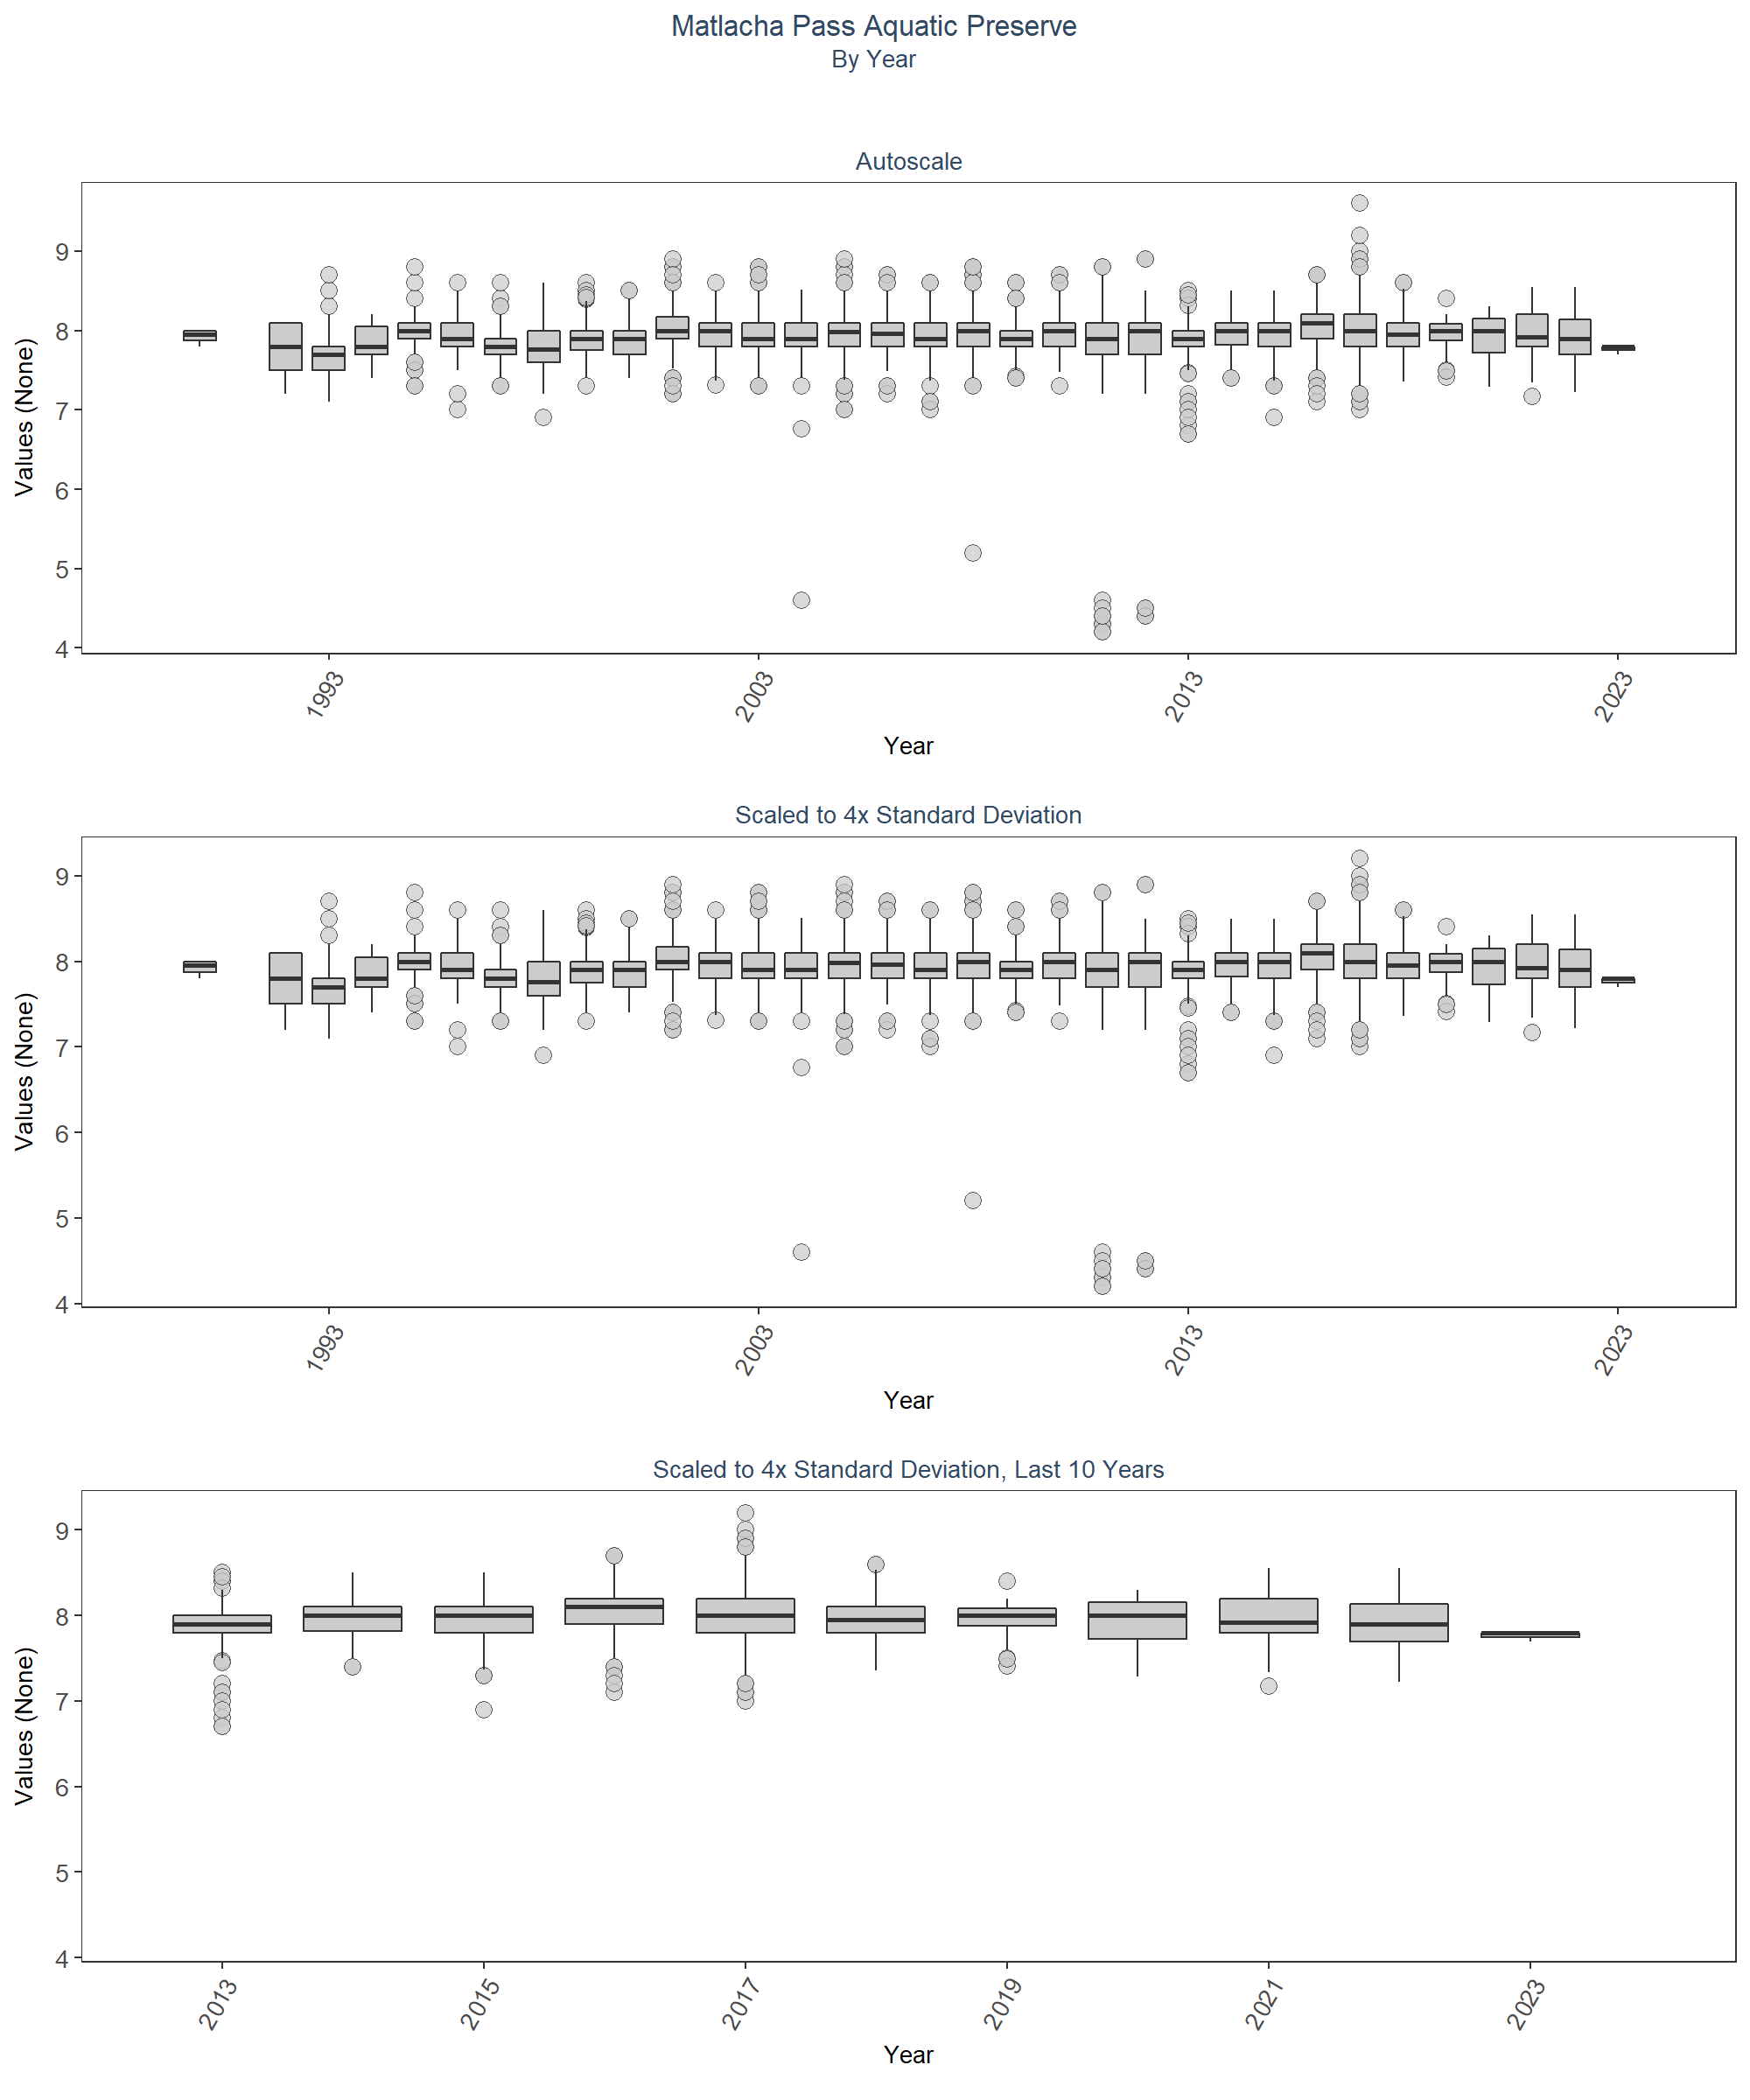 Matlacha Pass Aquatic Preserve
By Year
Autoscale
Values (None)
9
8
7
6
5
4
1993
2003
2013
2023
Year
Scaled to 4x Standard Deviation
Values (None)
9
8
7
6
5
4
1993
2003
2013
2023
Year
Scaled to 4x Standard Deviation, Last 10 Years
Values (None)
9
8
7
6
5
4
2013
2015
2017
2019
2021
2023
Year